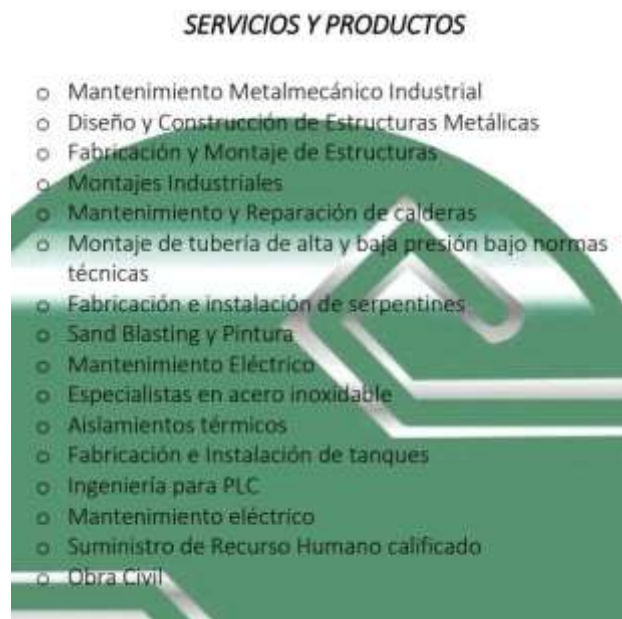 SERVICIOS Y PRODUCTOS
o Mantenimiento Metalmecánico Industrial
o Diseño y Construcción de Estructuras Metálicas
o Fabricación y Montaje de Estructuras
o Montajes Industriales
o Mantenimiento y Reparación de calderas
o Montaje de tubería de alta y baja presión bajo normas
técnicas
o Fabricación e instalación de serpentines
o Sand Blasting y Pintura
o Mantenimiento Eléctrico
o Especialistas en acero inoxidable
o Aislamientos térmicos
o Fabricación e Instalación de tanques
o Ingeniería para PLC
o Mantenimiento eléctrico
o Suministro de Recurso Humano calificado
o Obra Civil